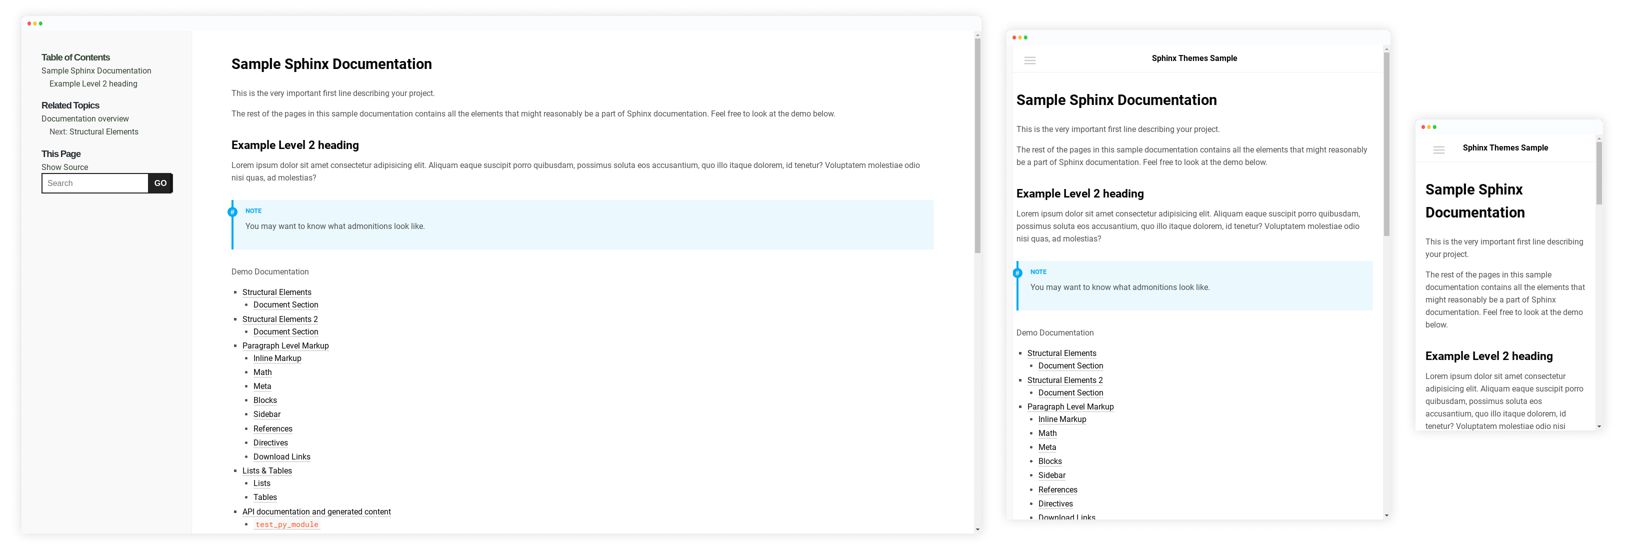 Table of Contents
Sample Sphinx Documentation
Example Level 2 heading
Related Topics
Documentation overview
Next: Structural Elements
This Page
Show Source
Search GO
Sample Sphinx Documentation
This is the very important first line describing your project.
The rest of the pages in this sample documentation contains all the elements that might reasonably be a part of Sphinx documentation. Feel free to look at the demo below.
Example Level 2 heading
Lorem ipsum dolor sit amet consectetur adipisicing elit. Aliquam eaque suscipit porro quibusdam, possimus soluta eos accusantium, quo illo itaque dolorem, id tenetur? Voluptatem molestiae odio
nisi quas, ad molestias?
# NOTE
You may want to know what admonitions look like.
Demo Documentation
Structural Elements
Document Section
Structural Elements 2
Document Section
Paragraph Level Markup
Inline Markup
Math
Meta
Blocks
Sidebar
References
Directives
Download Links
Lists & Tables
Lists
Tables
API documentation and generated content
test_py_module
Sphinx Themes Sample
Sample Sphinx Documentation
This is the very important first line describing your project.
The rest of the pages in this sample documentation contains all the elements that might reasonably
be a part of Sphinx documentation. Feel free to look at the demo below.
Example Level 2 heading
Lorem ipsum dolor sit amet consectetur adipisicing elit. Aliquam eaque suscipit porro quibusdam,
possimus soluta eos accusantium, quo illo itaque dolorem, id tenetur? Voluptatem molestiae odio
nisi quas, ad molestias?
# NOTE
You may want to know what admonitions look like.
Demo Documentation
Structural Elements
Document Section
Structural Elements 2
Document Section
Paragraph Level Markup
Inline Markup
Math
Meta
Blocks
Sidebar
References
Directives
Download Links
Sphinx Themes Sample
Sample Sphinx
Documentation
This is the very important first line describing
your project.
The rest of the pages in this sample
documentation contains all the elements that
might reasonably be a part of Sphinx
documentation. Feel free to look at the demo
below.
Example Level 2 heading
Lorem ipsum dolor sit amet consectetur
adipisicing elit. Aliquam eaque suscipit porro
quibusdam, possimus soluta eos
accusantium, quo illo itaque dolorem, id
tenetur? Voluptatem molestiae odio nisi